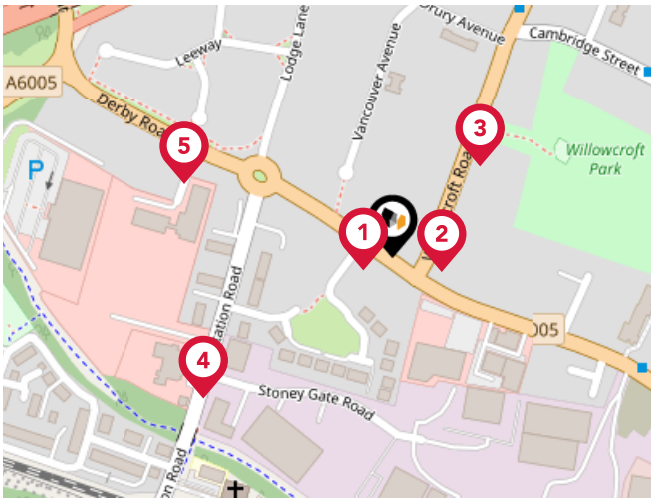 Drury Avenue
Cambridge Street
Leeway
Lodge Lane
Vancouver Avenue
A6005
Derby
3
5
P
Willowcroft
Park
1
2
005
4
Stoney Gate Road
Road